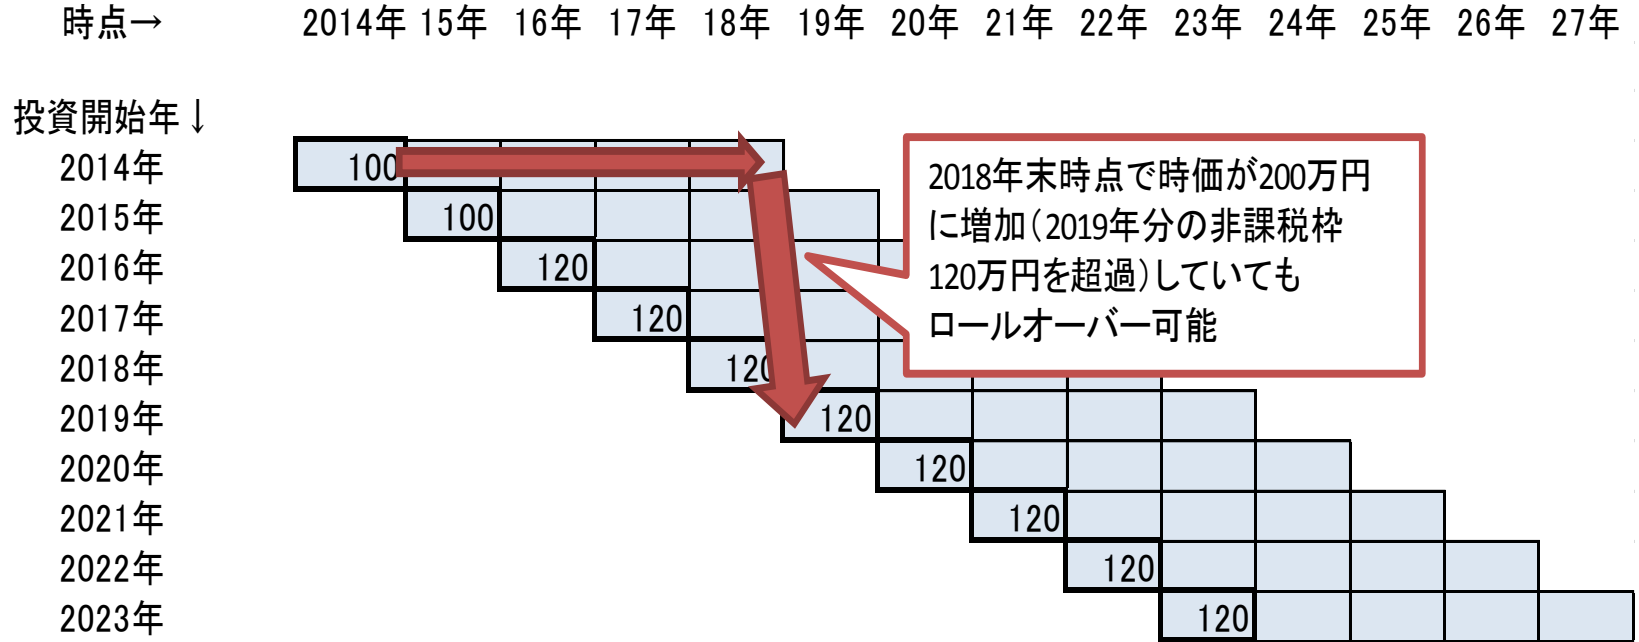 時点→ 2014年 15年 16年 17年 18年 19年 20年 21年 22年 23年 24年 25年 26年 27年
投資開始年↓
2014年 100
2015年 100
2016年 120
2017年 120
2018年 120
2019年 120
2020年 120
2021年 120
2022年 120
2023年 120
2018年末時点で時価が200万円
に増加(2019年分の非課税枠
120万円を超過)していても
ロールオーバー可能